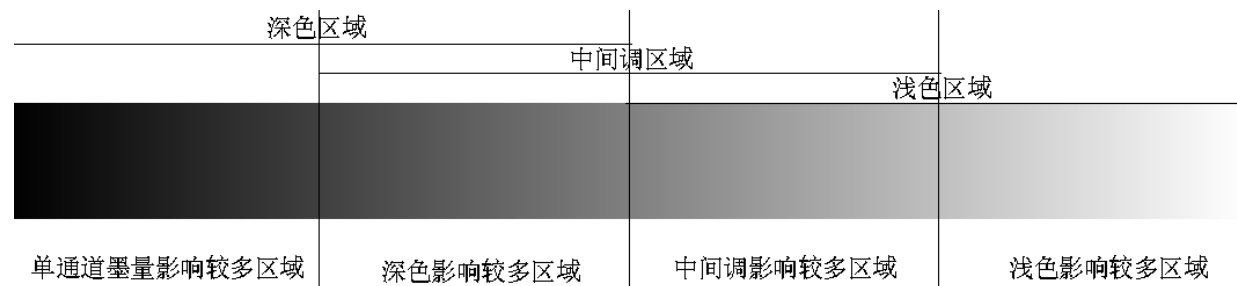 深色区域
中间调区域
浅色区域
单通道墨量影响较多区域
深色影响较多区域
中间调影响较多区域
浅色影响较多区域